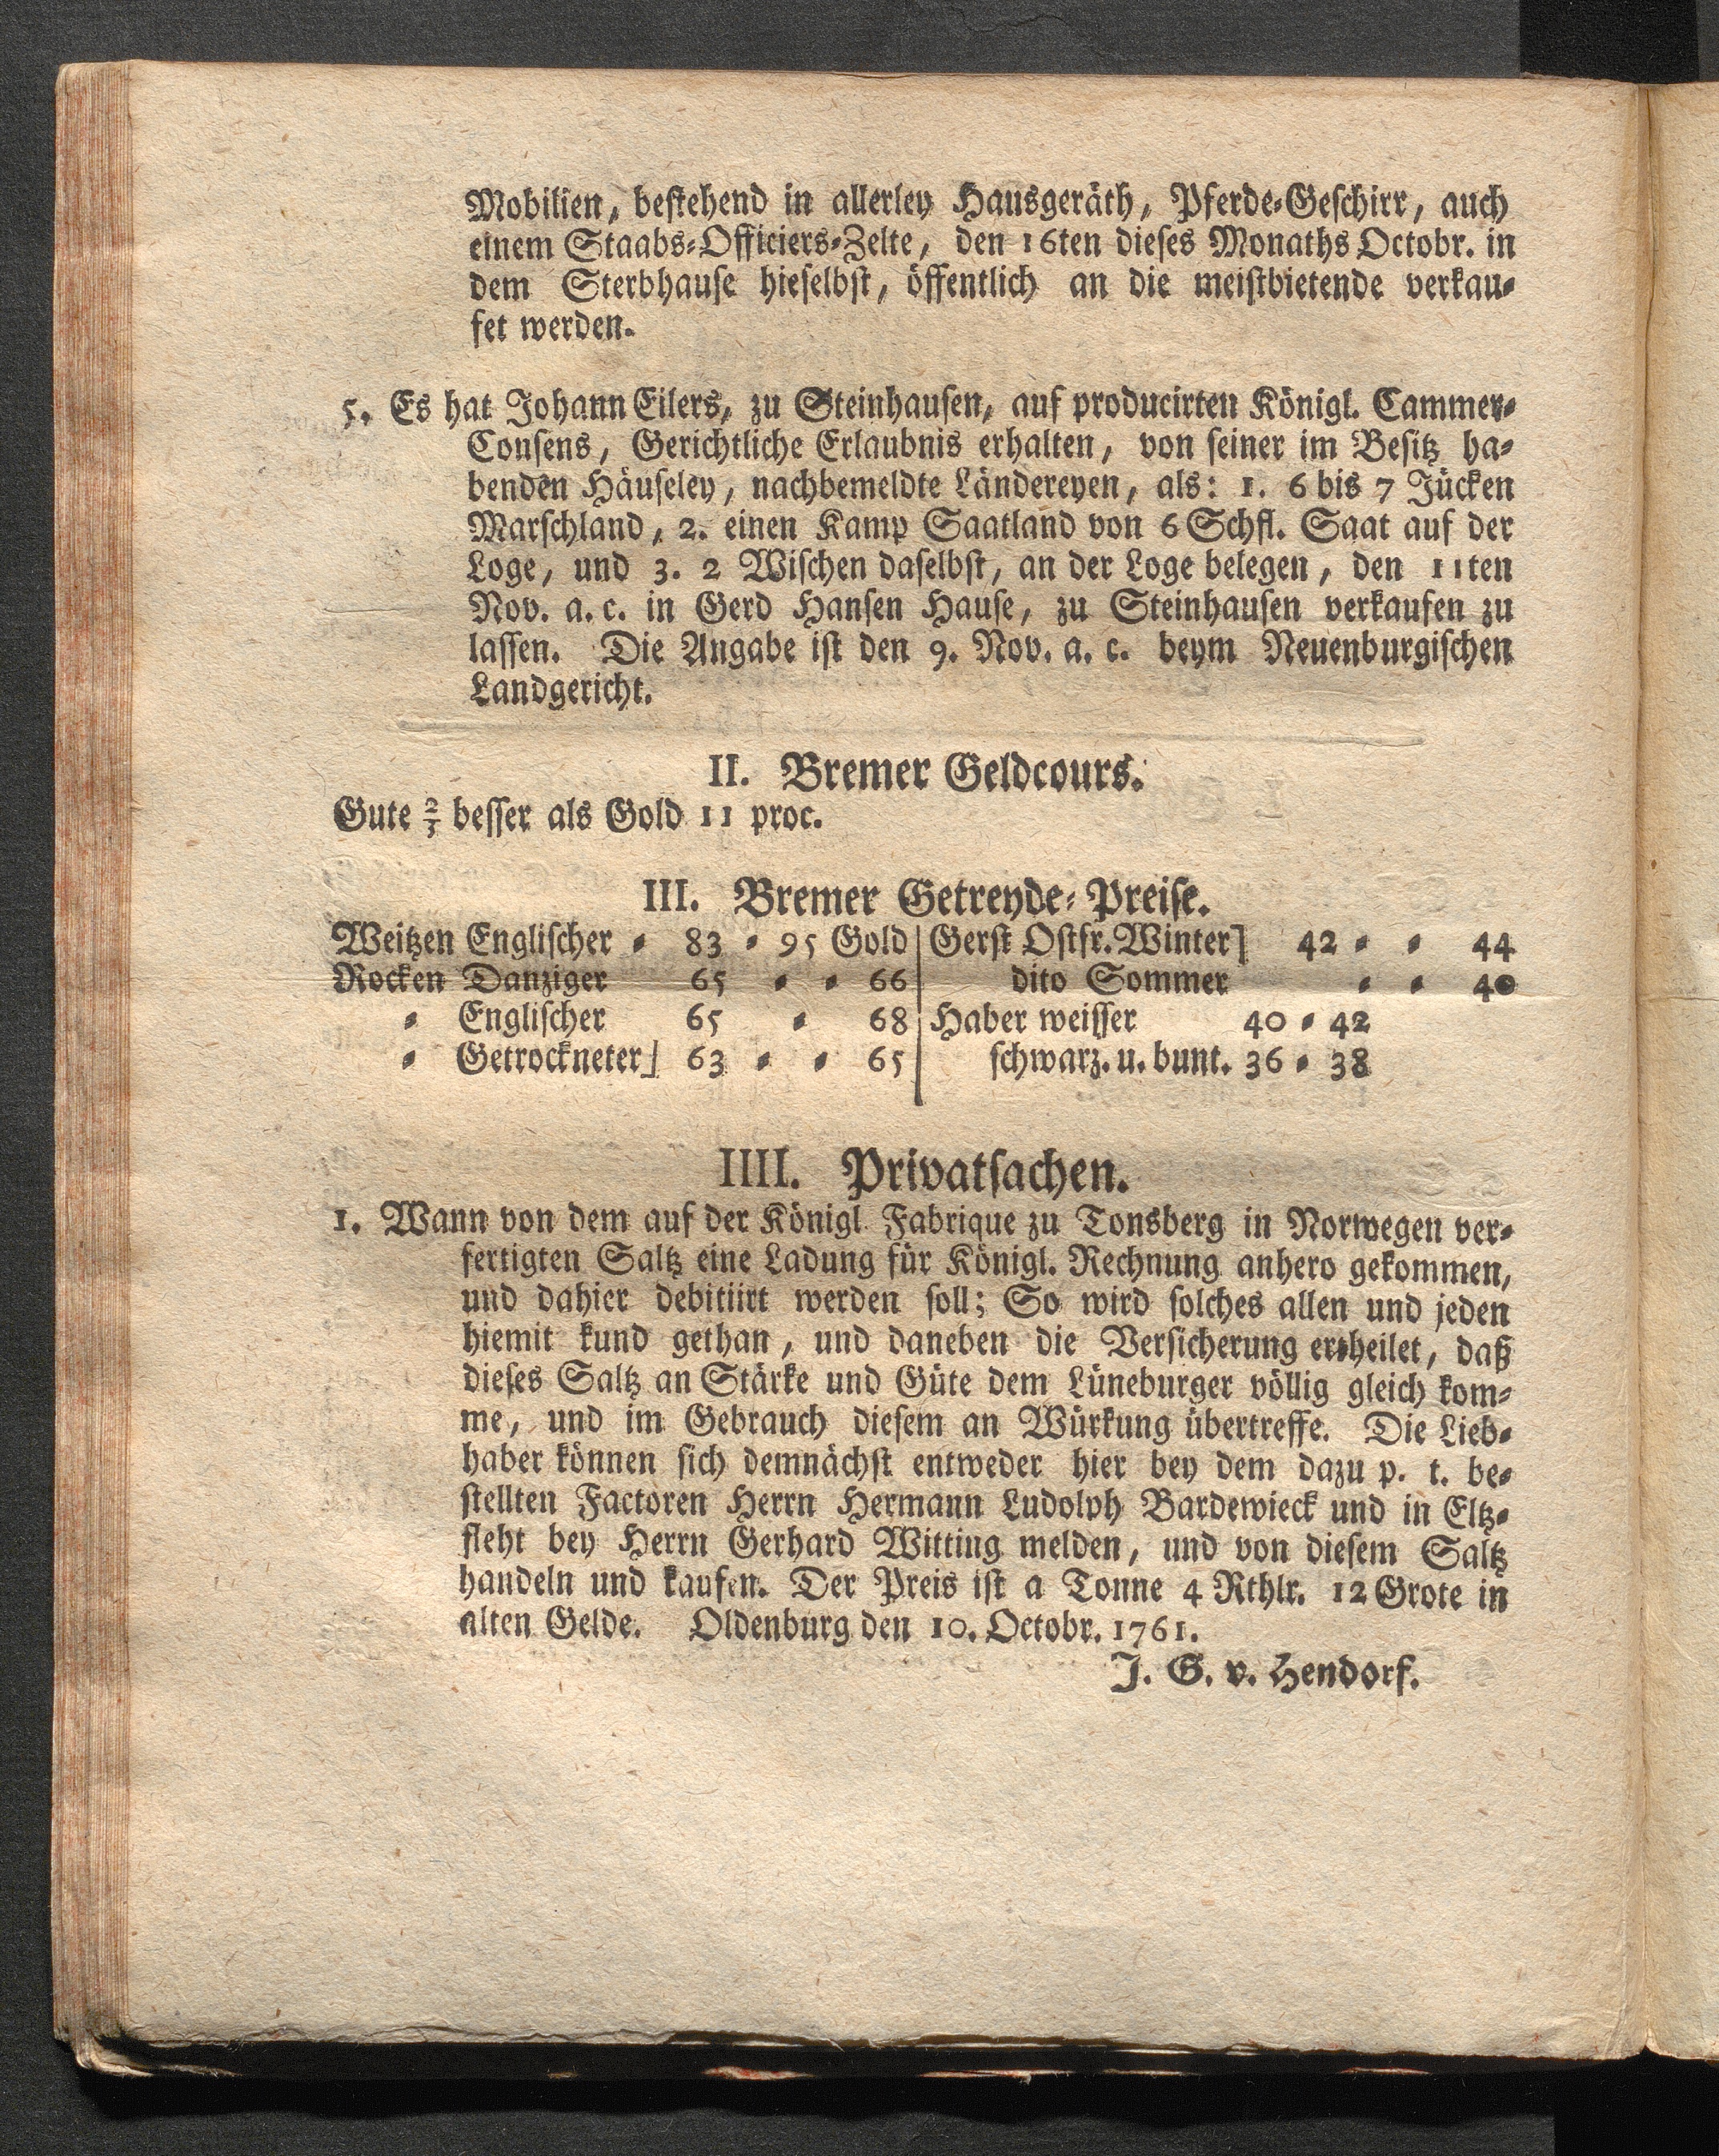 Mobilien, bestehend in allerley Hausgeräth, Pferde-Geschirr, auch
einem Staabs-Officiers-Zelte, den 16ten dieses Monaths Octobr. in
dem Sterbhause hieselbst, öffentlich an die meistbietende verkau-
fet werden.
5. Es hat Johann Eilers, zu Steinhausen, auf producirten Königl. Cammer-
Consens, Gerichtliche Erlaubnis erhalten, von seiner im Besitz ha-
benden Häuseley, nachbemeldte Ländereyen, als: 1. 6 bis 7 Jücken
Marschland, 2. einen Kamp Saatland von 6 Schfl. Saat auf der
Loge, und 3. 2 Wischen daselbst, an der Loge belegen, den 11ten
Nov. a. c. in Gerd Hansen Hause, zu Steinhausen verkaufen zu
lassen. Die Angabe ist den 9. Nov. a. c. beym Neuenburgischen
Landgericht.
II. Bremer Geldcours.
Gute 2/3 besser als Gold 11 proc.
III. Bremer Getreyde-Preise.
Weitzen Englischer - 83 - 95 Gold | Gerst Ostfr. Winter] 42 - - 44
Rocken Danziger 65 - - 66 | dito Sommer - - 40
- Englischer 65 - 68 | Haber weisser 40 - 42
- Getrockneter] 63 - - 65 | schwarz. u. bunt. 36 - 38
IIII. Privatsachen.
1. Wann von dem auf der Königl Fabrique zu Tonsberg in Norwegen ver-
fertigten Saltz eine Ladung für Königl. Rechnung anhero gekommen,
und dahier debitiirt werden soll; So wird solches allen und jeden
hiemit kund gethan, und daneben die Versicherung ertheilet, daß
dieses Saltz an Stärke und Güte dem Lüneburger völlig gleich kom-
me, und im Gebrauch diesem an Würkung übertreffe. Die Lieb-
haber können sich demnächst entweder hier bey dem dazu p. t. be-
stellten Factoren Herrn Hermann Ludolph Bardewieck und in Eltz-
fleht bey Herrn Gerhard Witting melden, und von diesem Saltz
handeln und kaufen. Der Preis ist a Tonne 4 Rthlr. 12 Grote in
alten Gelde. Oldenburg den 10. Octobr. 1761.
J. G. v. Hendorf.